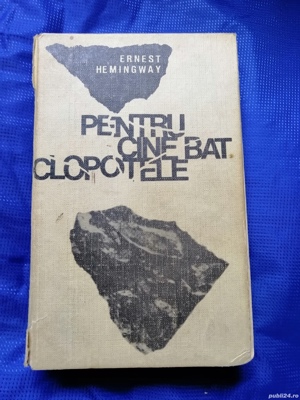 ERNEST
HEMINGWAY
PENTRU
CINE BAT
CLOPOTELE
publi24.ro